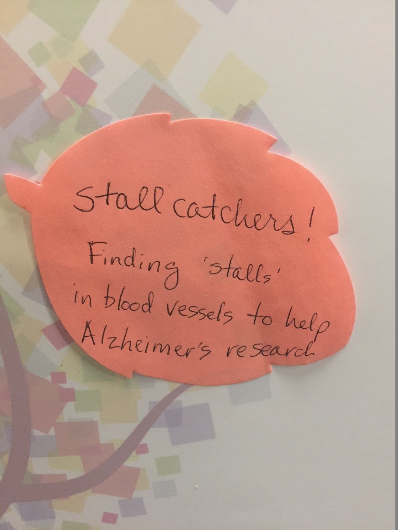 Stall catchers!
Finding 'stalls'
in blood vessels to help
Alzheimer's research